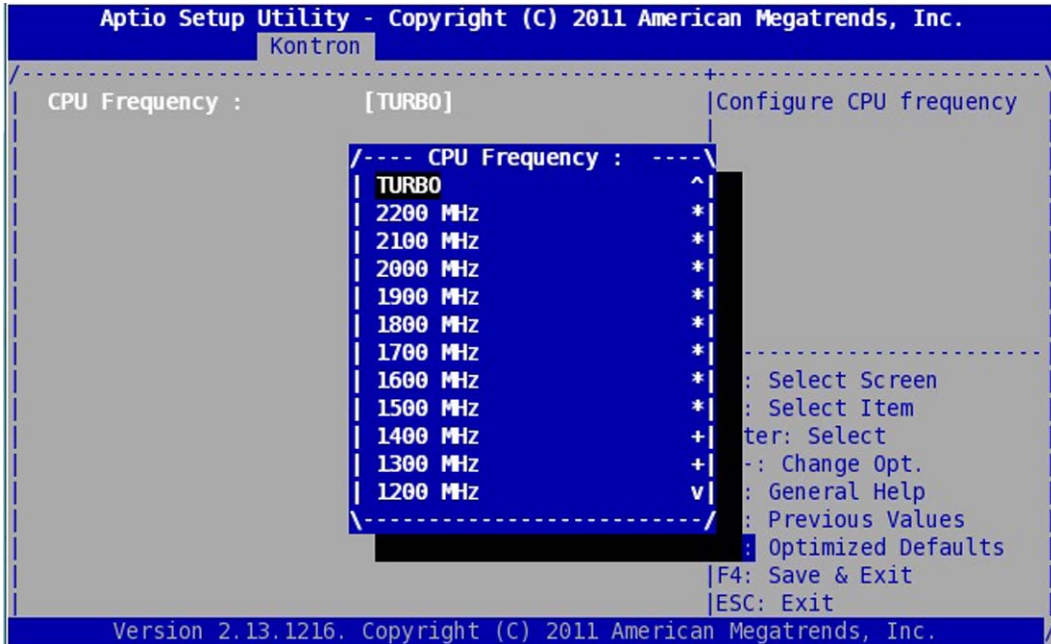 Aptio Setup Utility - Copyright (C) 2011 American Megatrends, Inc.
Kontron
CPU Frequency : [TURBO]
Configure CPU frequency
CPU Frequency :
TURBO
2200 MHz
2100 MHz
2000 MHz
1900 MHz
1800 MHz
1700 MHz
1600 MHz
1500 MHz
1400 MHz
1300 MHz
1200 MHz
: Select Screen
: Select Item
ter: Select
-: Change Opt.
: General Help
: Previous Values
: Optimized Defaults
F4: Save & Exit
ESC: Exit
Version 2.13.1216. Copyright (C) 2011 American Megatrends, Inc.